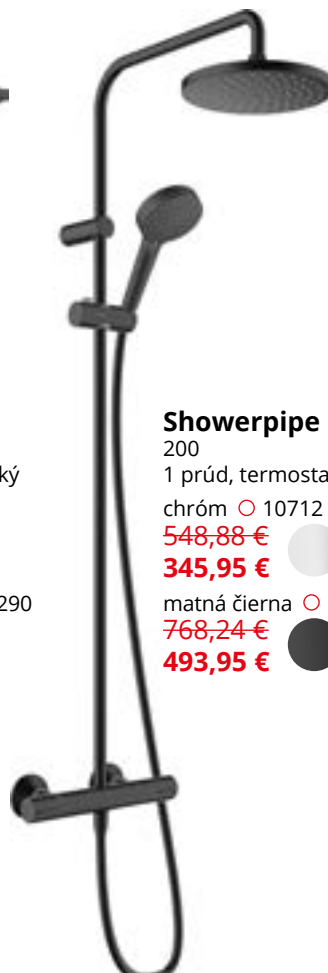 Showerpipe
200
1 prúd, termosta
chróm 10712
548,88 €
345,95 €
matná čierna
768,24 €
493,95 €
ký
290